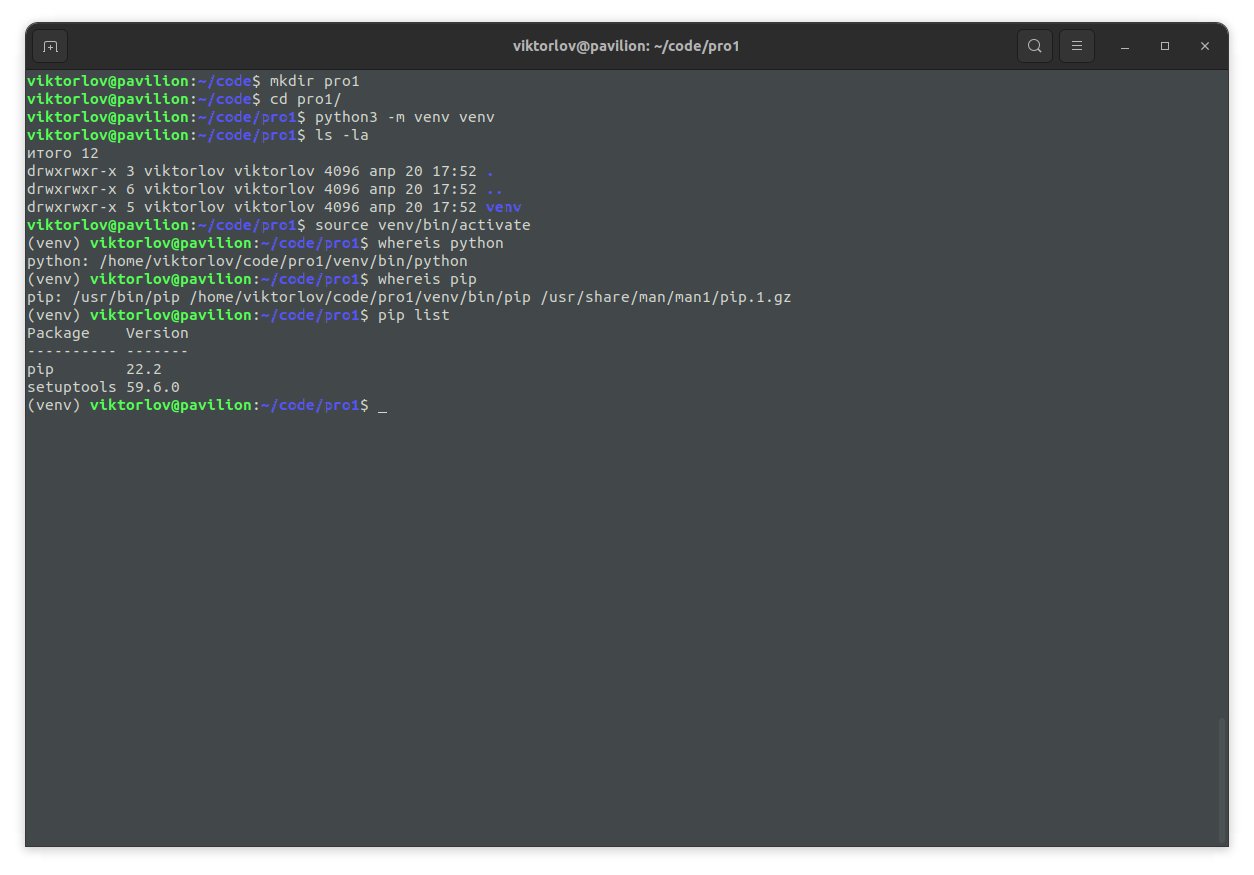 viktorlov@pavilion: ~/code/pro1
viktorlov@pavilion:~/code$ mkdir pro1
viktorlov@pavilion:~/code$ cd pro1/
viktorlov@pavilion:~/code/pro1$ python3 -m venv venv
viktorlov@pavilion:~/code/pro1$ ls -la
итого 12
drwxrwxr-x 3 viktorlov viktorlov 4096 апр 20 17:52 .
drwxrwxr-x 6 viktorlov viktorlov 4096 апр 20 17:52 ..
drwxrwxr-x 5 viktorlov viktorlov 4096 апр 20 17:52 venv
viktorlov@pavilion:~/code/pro1$ source venv/bin/activate
(venv) viktorlov@pavilion:~/code/pro1$ whereis python
python: /home/viktorlov/code/pro1/venv/bin/python
(venv) viktorlov@pavilion:~/code/pro1$ whereis pip
pip: /usr/bin/pip /home/viktorlov/code/pro1/venv/bin/pip /usr/share/man/man1/pip.1.gz
(venv) viktorlov@pavilion:~/code/pro1$ pip list
Package    Version
---------- -------
pip        22.2
setuptools 59.6.0
(venv) viktorlov@pavilion:~/code/pro1$ _